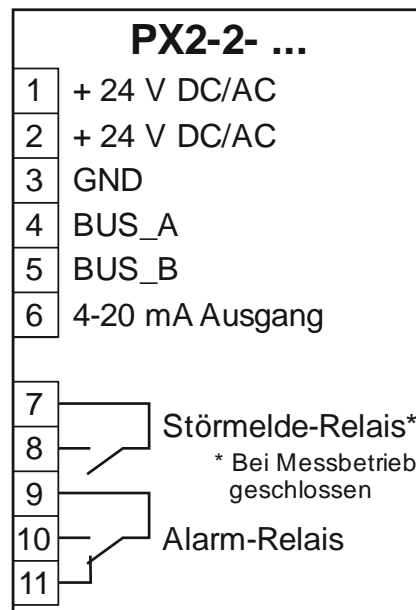 PX2-2- ...
1 + 24 V DC/AC
2 + 24 V DC/AC
3 GND
4 BUS_A
5 BUS_B
6 4-20 mA Ausgang
7
Störmelde-Relais*
8
* Bei Messbetrieb
geschlossen
9
10 Alarm-Relais
11